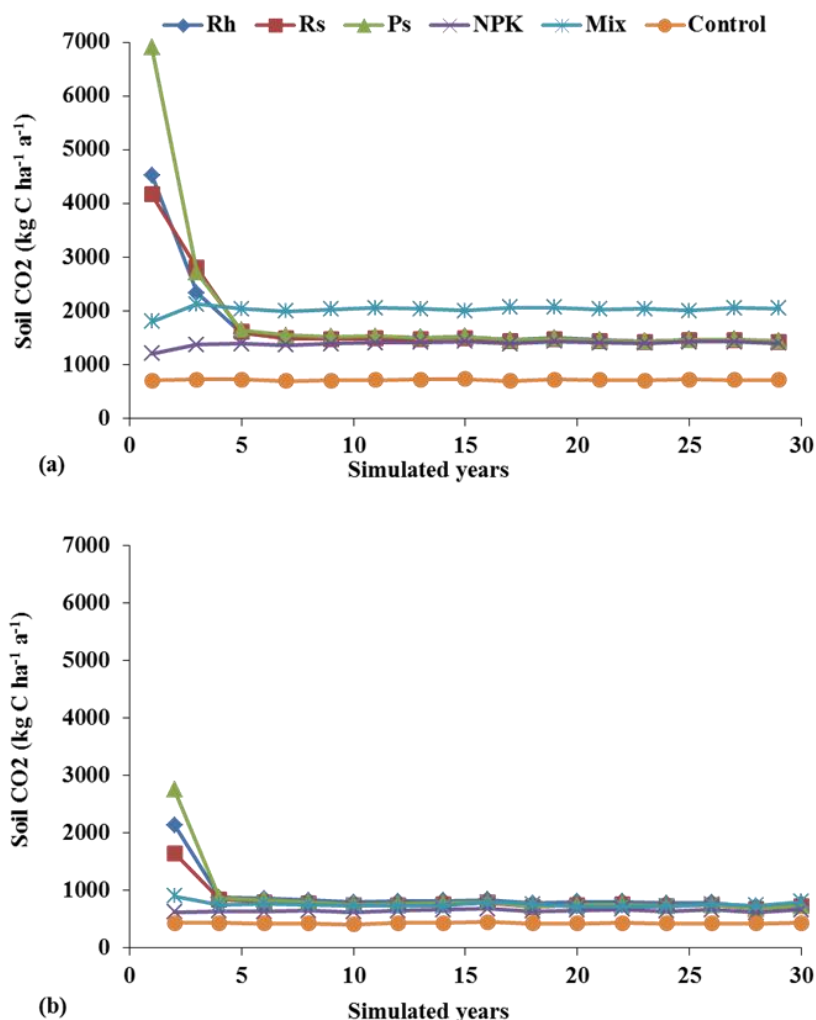 Rh Rs Ps NPK Mix Control
7000
6000
5000
4000
3000
2000
1000
0
Soil CO2 (kg C ha⁻¹ a⁻¹)
0 5 10 15 20 25 30
(a)
Simulated years
7000
6000
5000
4000
3000
2000
1000
0
Soil CO2 (kg C ha⁻¹ a⁻¹)
0 5 10 15 20 25 30
(b)
Simulated years